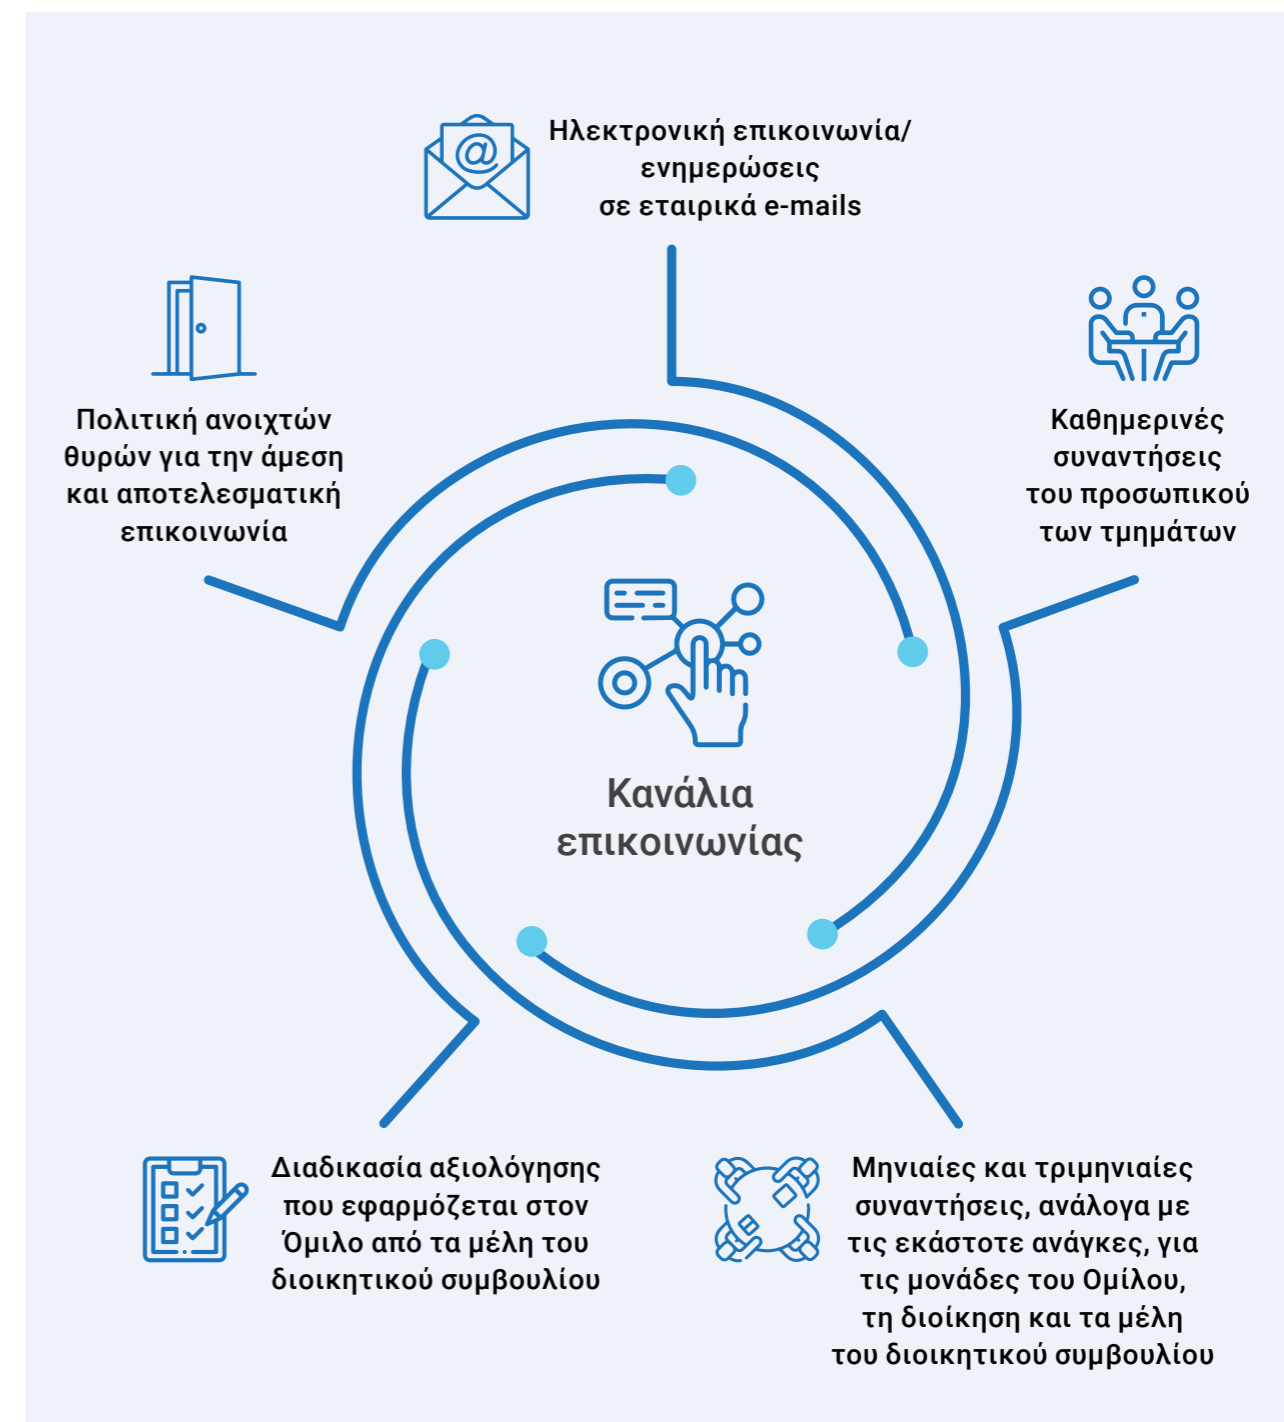 Ηλεκτρονική επικοινωνία/
ενημερώσεις
σε εταιρικά e-mails
Πολιτική ανοιχτών
θυρών για την άμεση
και αποτελεσματική
επικοινωνία
Καθημερινές
συναντήσεις
του προσωπικού
των τμημάτων
Κανάλια
επικοινωνίας
Διαδικασία αξιολόγησης
που εφαρμόζεται στον
Όμιλο από τα μέλη του
διοικητικού συμβουλίου
Μηνιαίες και τριμηνιαίες
συναντήσεις, ανάλογα με
τις εκάστοτε ανάγκες, για
τις μονάδες του Ομίλου,
τη διοίκηση και τα μέλη
του διοικητικού συμβουλίου